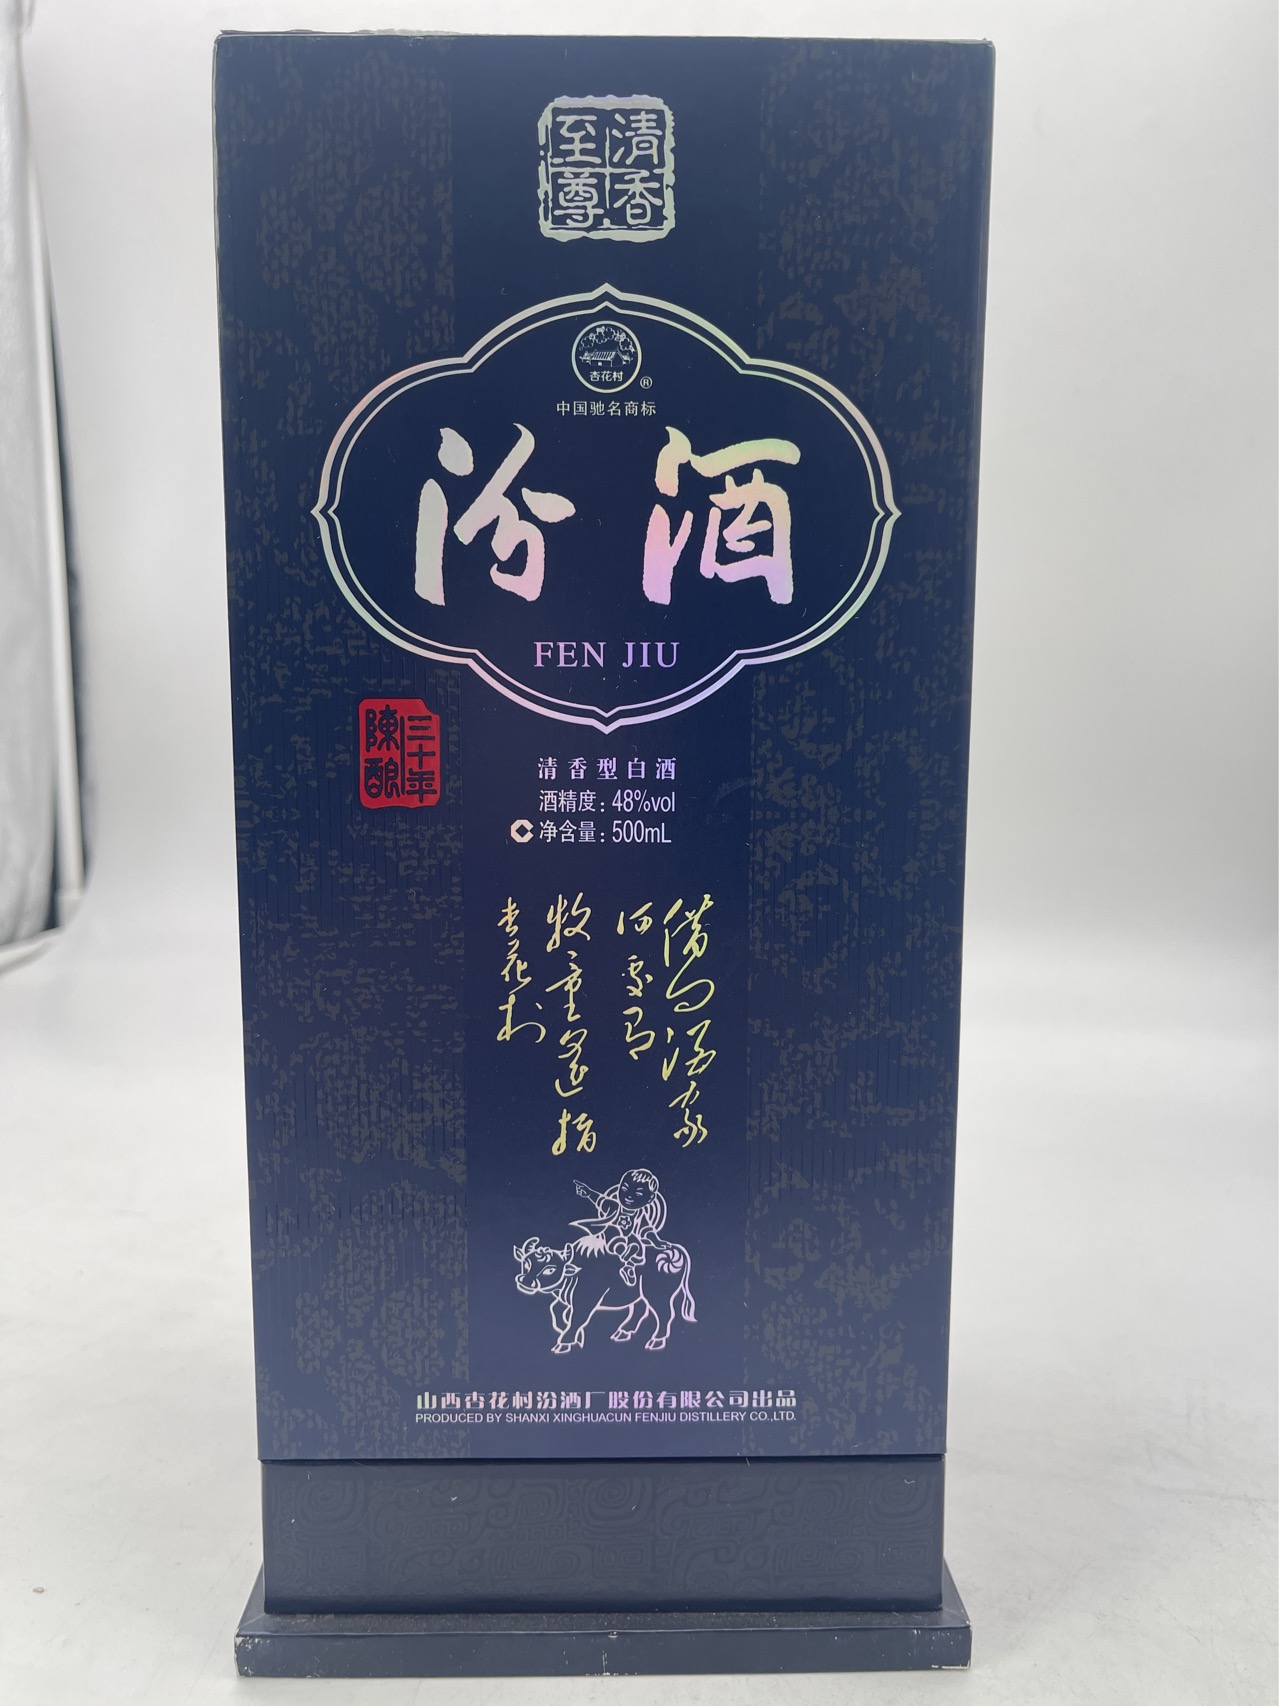 清香
至尊
杏花村
®
中国驰名商标
汾酒
FEN JIU
三十年
陳酿
清香型白酒
酒精度:48%vol
净含量:500mL
借问酒家
何处有
牧童遥指
杏花村
山西杏花村汾酒厂股份有限公司出品
PRODUCED BY SHANXI XINGHUACUN FENJIU DISTILLERY CO.,LTD.